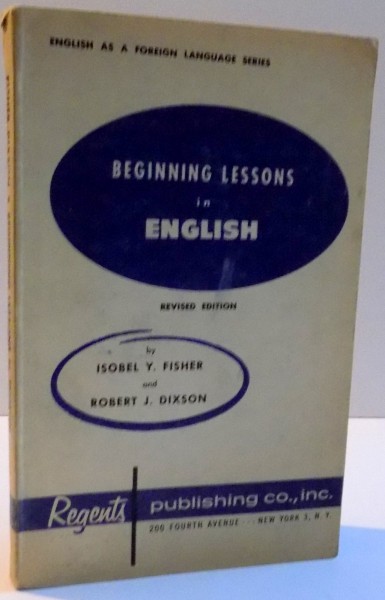 ENGLISH AS A FOREIGN LANGUAGE SERIES
BEGINNING LESSONS
in
ENGLISH
REVISED EDITION
by
ISOBEL Y. FISHER
and
ROBERT J. DIXSON
Regents
publishing co., inc.
200 FOURTH AVENUE ... NEW YORK 3, N. Y.